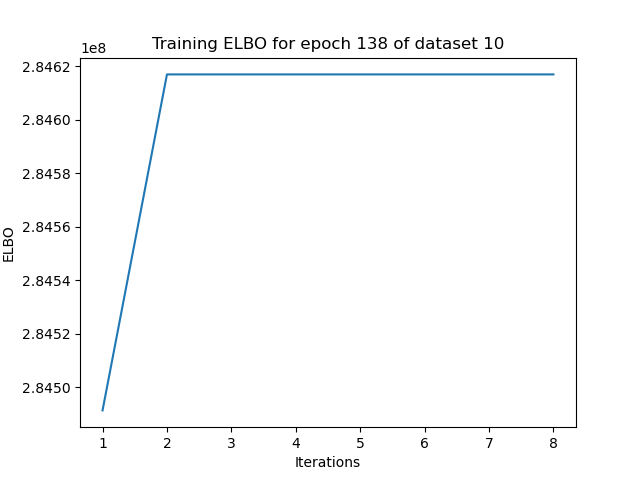 Training ELBO for epoch 138 of dataset 10
1e8
2.8462
2.8460
2.8458
2.8456
2.8454
2.8452
2.8450
ELBO
1 2 3 4 5 6 7 8
Iterations